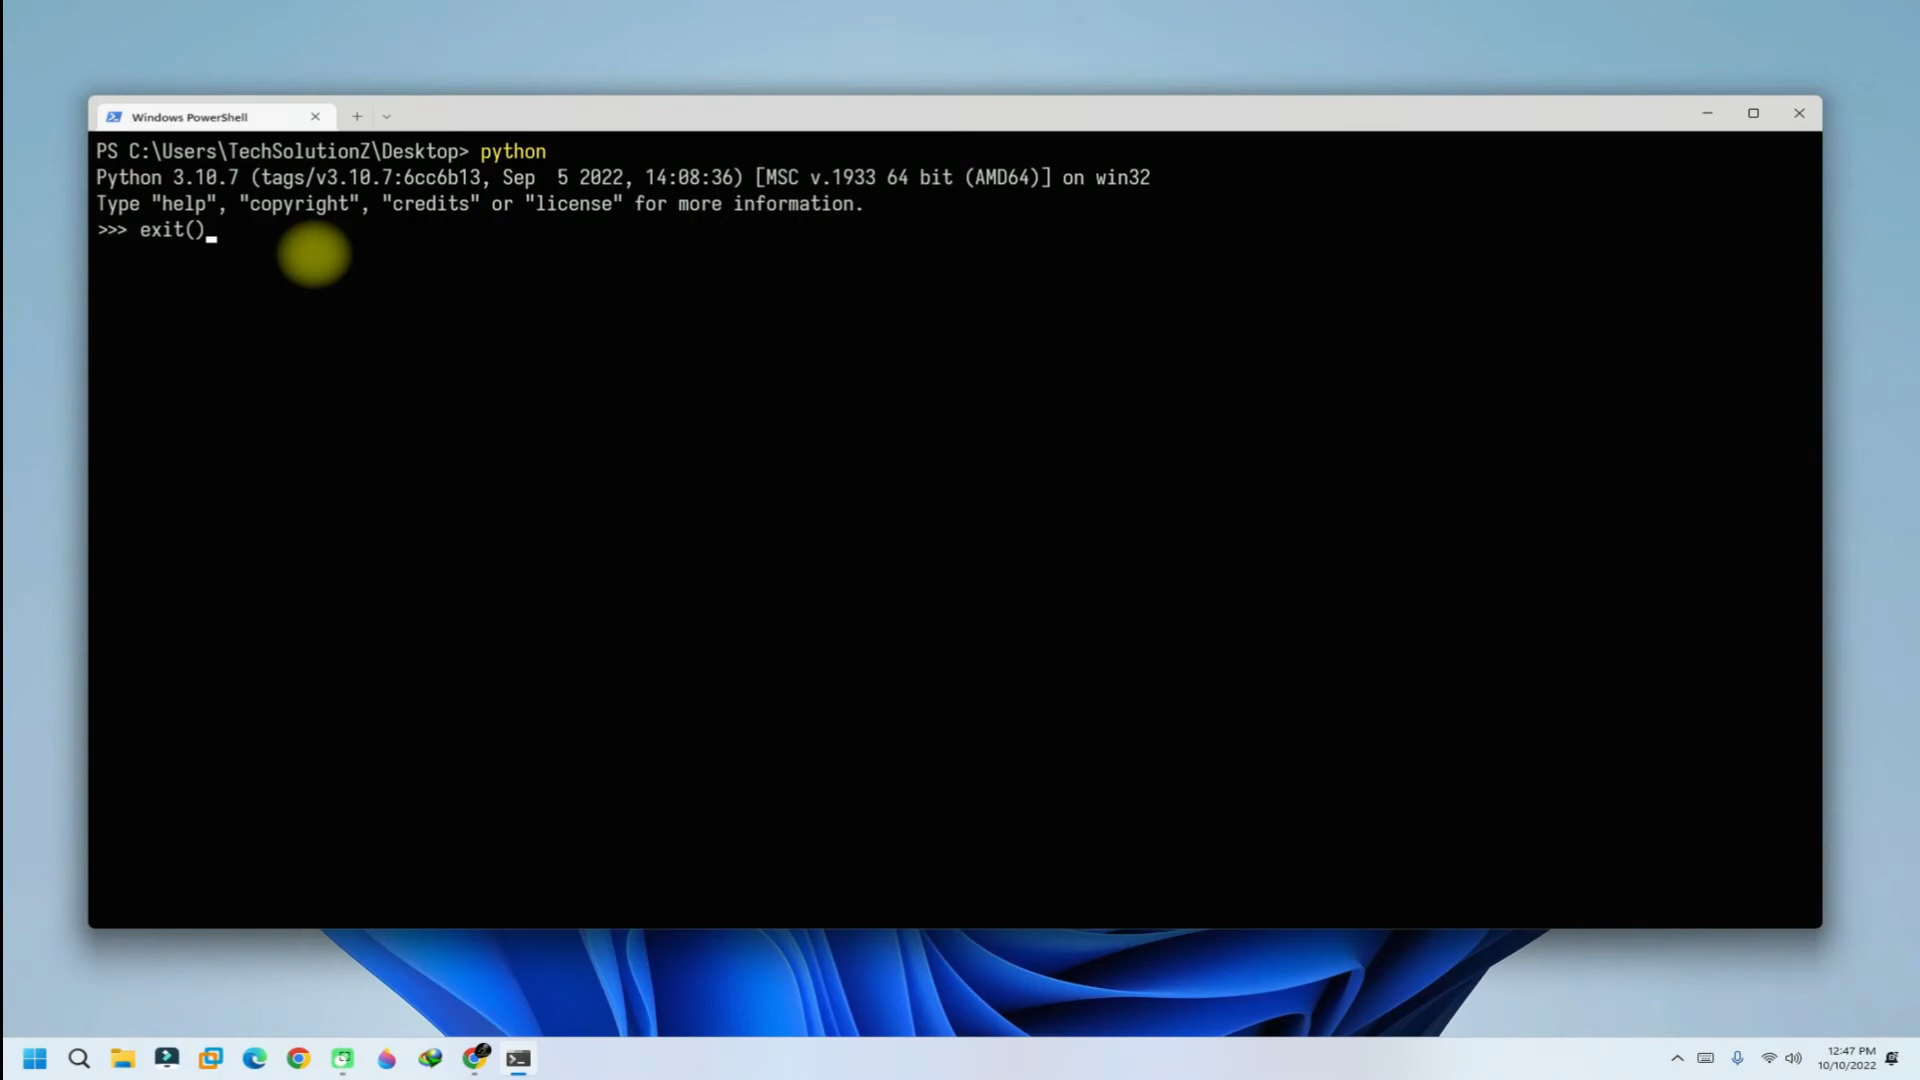 Windows PowerShell
PS C:\Users\TechSolutionZ\Desktop> python
Python 3.10.7 (tags/v3.10.7:6cc6b13, Sep  5 2022, 14:08:36) [MSC v.1933 64 bit (AMD64)] on win32
Type "help", "copyright", "credits" or "license" for more information.
>>> exit()
12:47 PM
10/10/2022